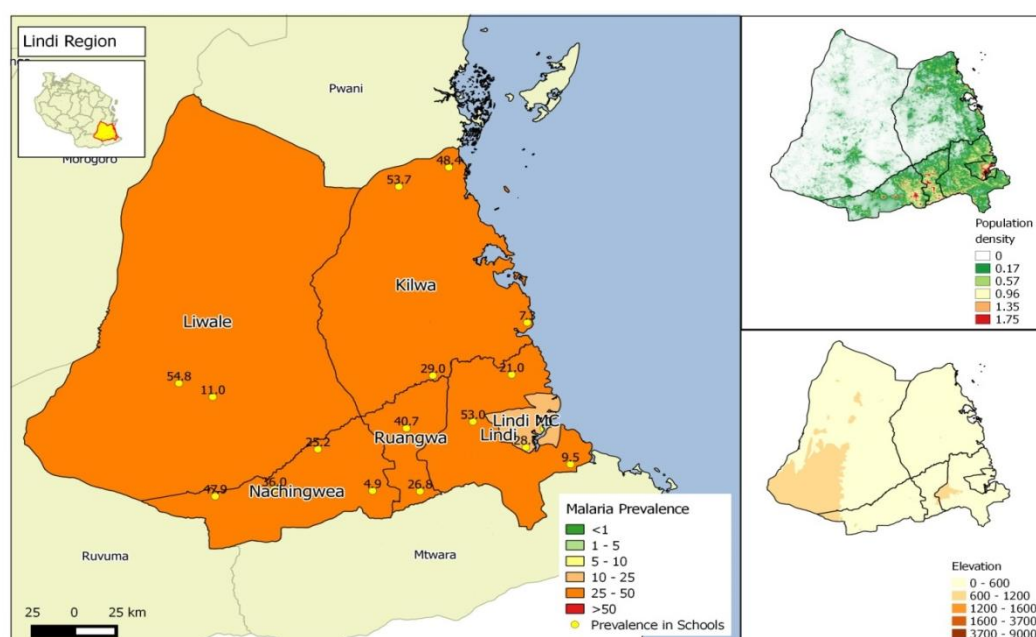 Lindi Region
Pwani
Morogoro
48.4
53.7
Kilwa
Liwale
7.3
54.8
11.0
29.0
21.0
40.7
53.0
Lindi MC
Ruangwa
Lindi
25.2
9.5
36.0
47.9
Nachingwea
4.9
26.8
Ruvuma
Mtwara
25 0 25 km
Malaria Prevalence
<1
1 - 5
5 - 10
10 - 25
25 - 50
>50
Prevalence in Schools
Population
density
0
0.17
0.57
0.96
1.35
1.75
Elevation
0 - 600
600 - 1200
1200 - 1600
1600 - 3700
3700 - 9000